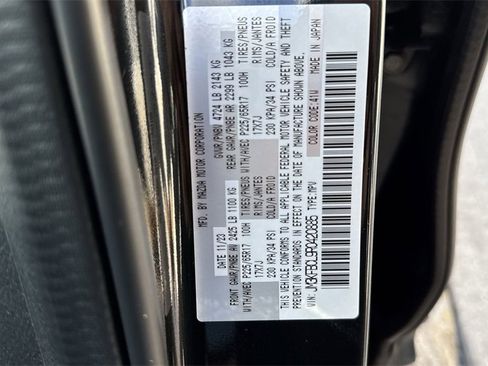 MFD. BY MAZDA MOTOR CORPORATION
DATE 11/23 GVWR/PNBV 4724 LB 2143 KG
FRONT GAWR/PNBE AV 2425 LB 1100 KG REAR GAWR/PNBE AR 2299 LB 1043 KG
WITH/AVEC P225/65R17 100H TIRES/PNEUS WITH/AVEC P225/65R17 100H TIRES/PNEUS
17X7J RIMS/JANTES 17X7J RIMS/JANTES
230 KPA/34 PSI COLD/A FROID 230 KPA/34 PSI COLD/A FROID
THIS VEHICLE CONFORMS TO ALL APPLICABLE FEDERAL MOTOR VEHICLE SAFETY AND THEFT
PREVENTION STANDARDS IN EFFECT ON THE DATE OF MANUFACTURE SHOWN ABOVE.
VIN: TYPE: MPV
COLOR CODE: 41W MADE IN JAPAN